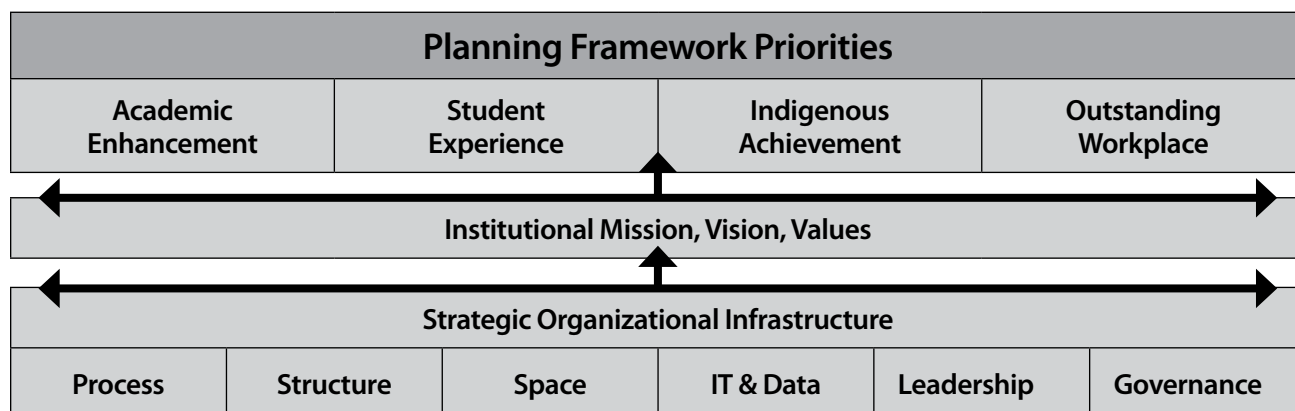 Planning Framework Priorities
Academic
Enhancement
Student
Experience
Indigenous
Achievement
Outstanding
Workplace
Institutional Mission, Vision, Values
Strategic Organizational Infrastructure
Process
Structure
Space
IT & Data
Leadership
Governance